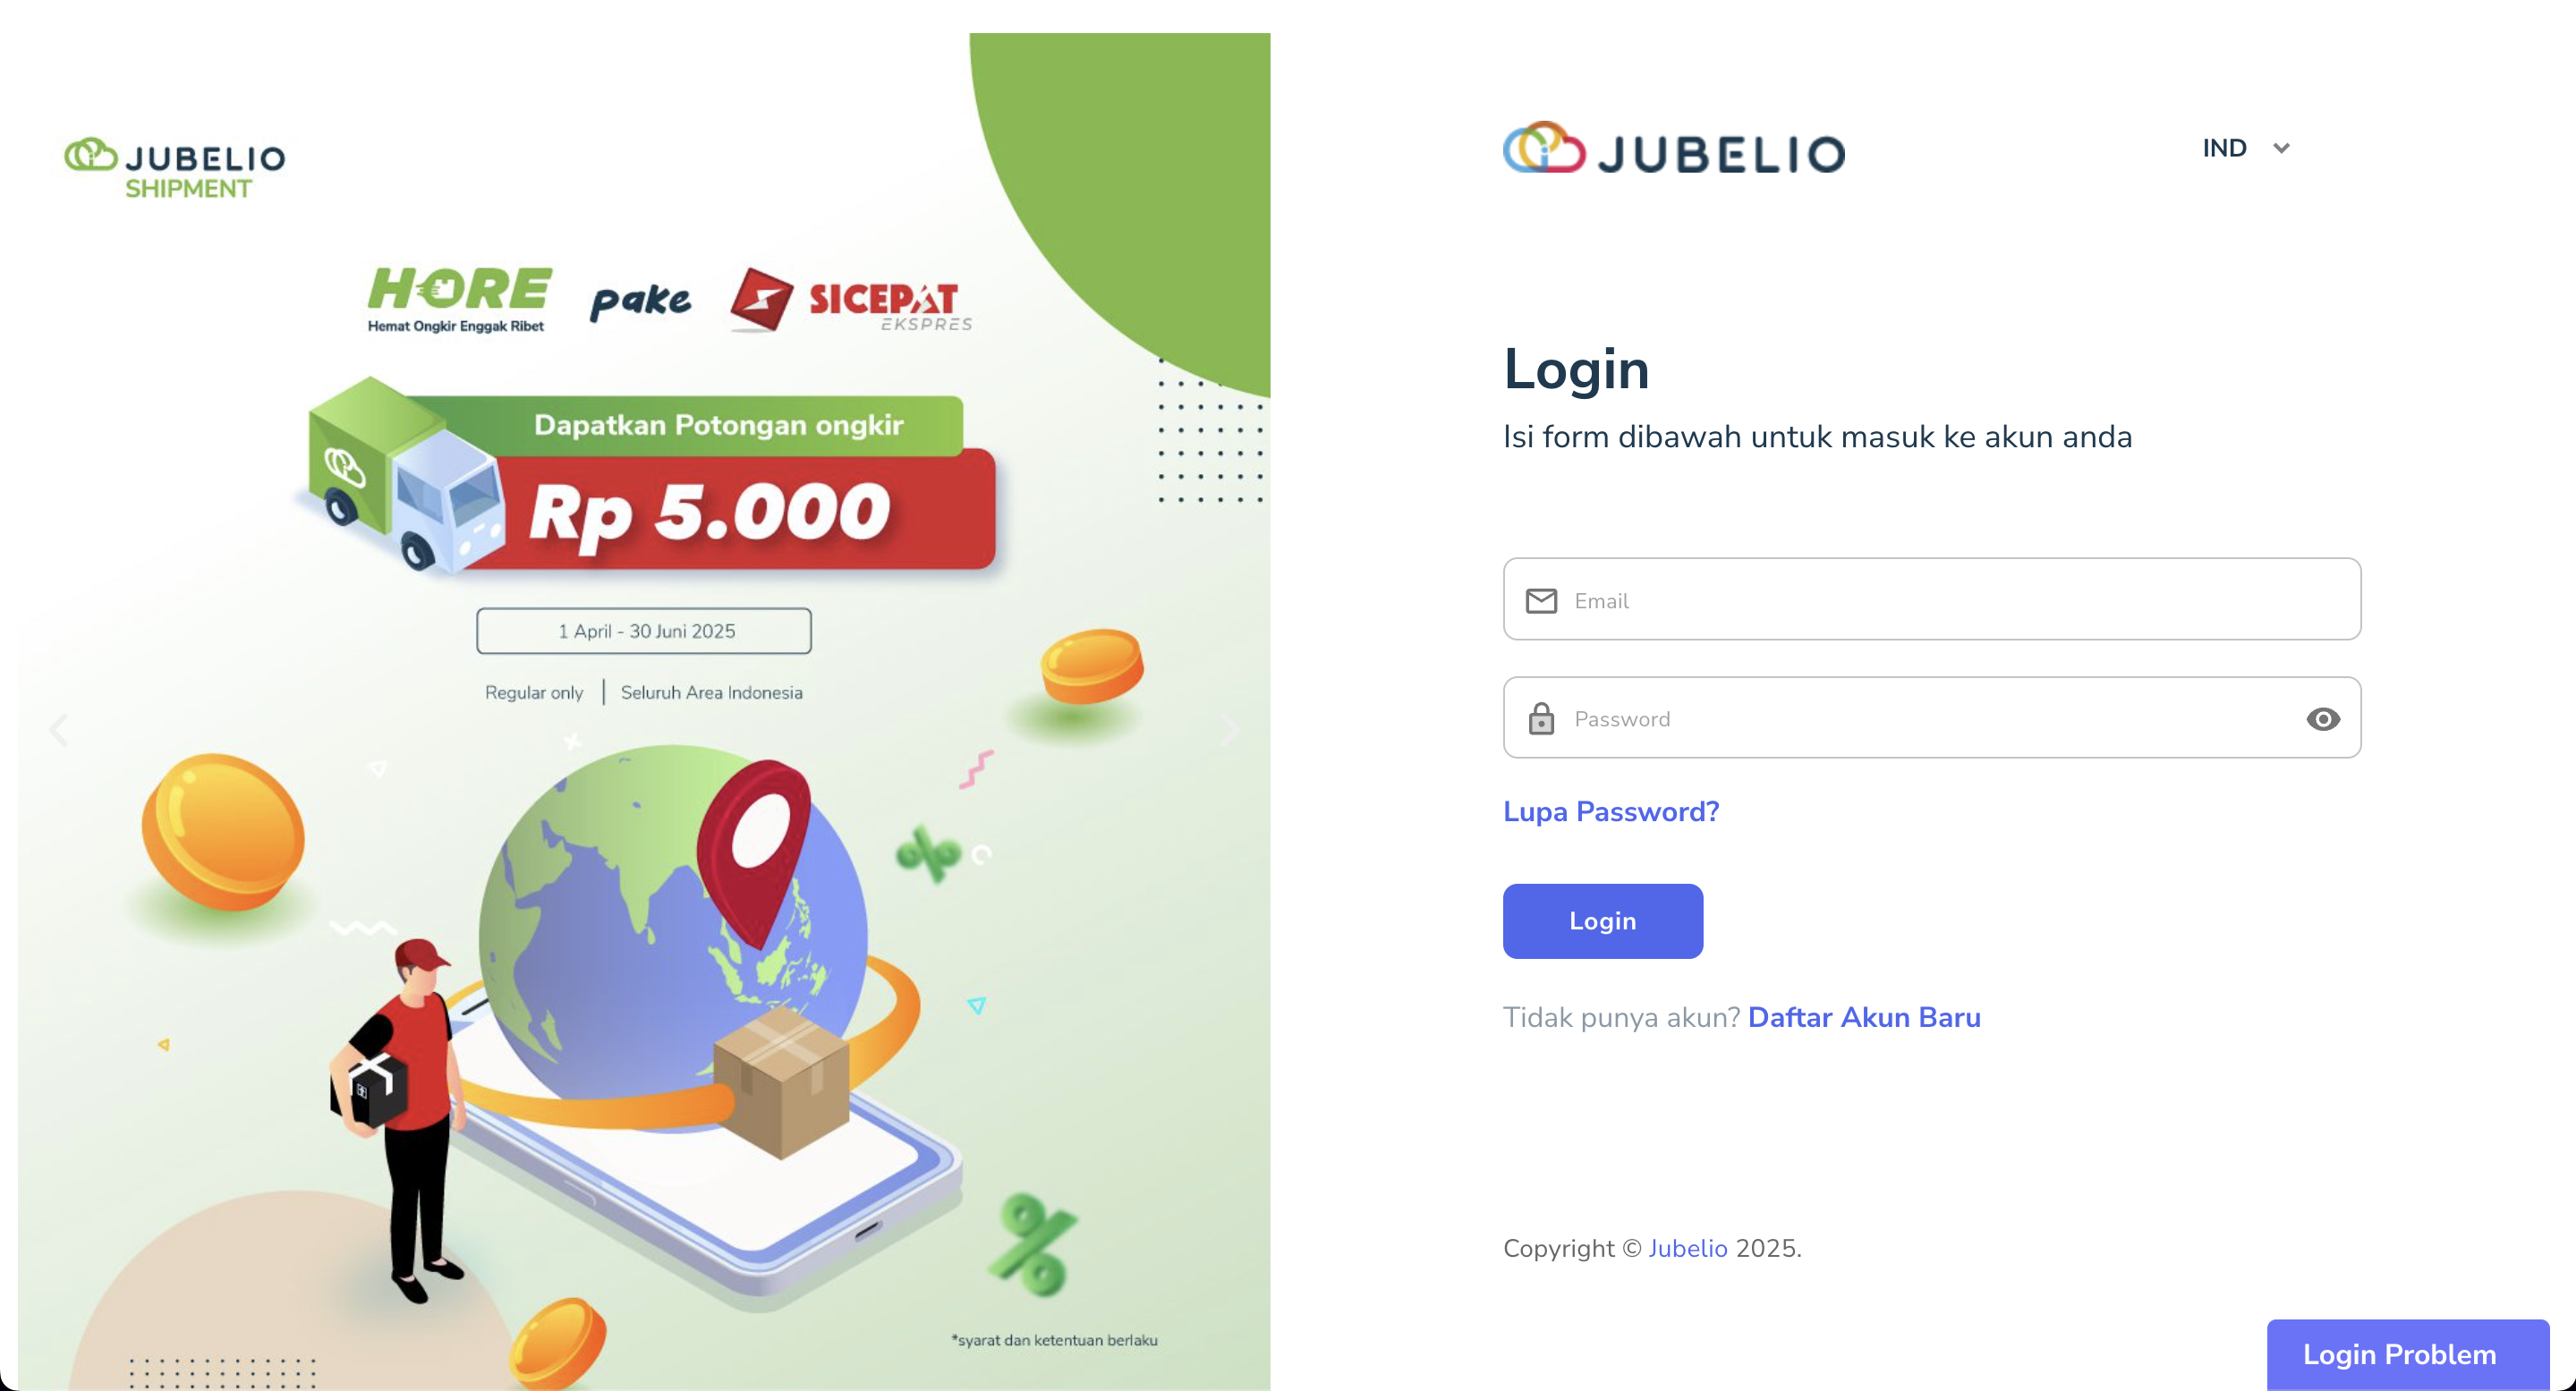 JUBELIO
SHIPMENT
HORE
Hemat Ongkir Enggak Ribet
pake
SICEPAT
EKSPRES
Dapatkan Potongan ongkir
Rp 5.000
1 April - 30 Juni 2025
Regular only | Seluruh Area Indonesia
*syarat dan ketentuan berlaku
JUBELIO
IND
Login
Isi form dibawah untuk masuk ke akun anda
Email
Password
Lupa Password?
Login
Tidak punya akun? Daftar Akun Baru
Copyright © Jubelio 2025.
Login Problem